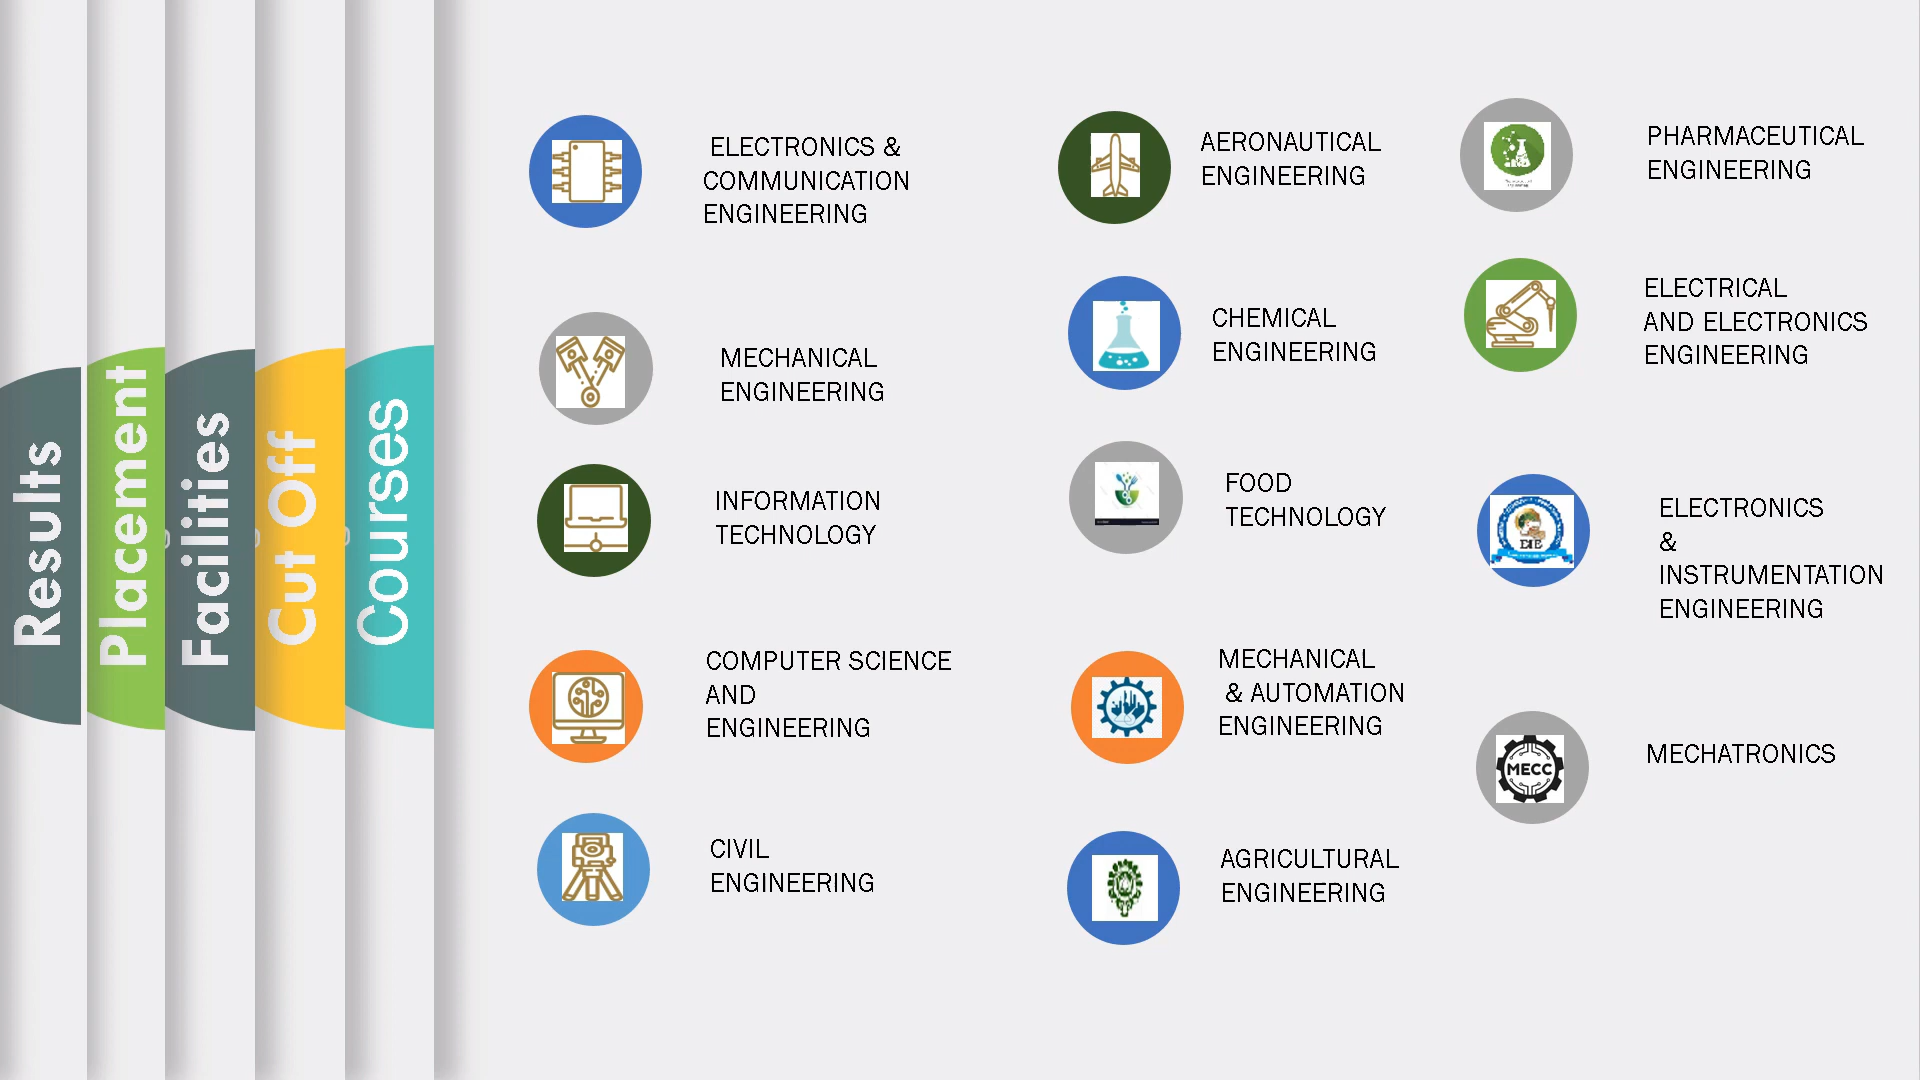 Results
Placement
Facilities
Cut Off
Courses
ELECTRONICS &
COMMUNICATION
ENGINEERING
MECHANICAL
ENGINEERING
INFORMATION
TECHNOLOGY
COMPUTER SCIENCE
AND
ENGINEERING
CIVIL
ENGINEERING
AERONAUTICAL
ENGINEERING
CHEMICAL
ENGINEERING
FOOD
TECHNOLOGY
MECHANICAL
& AUTOMATION
ENGINEERING
AGRICULTURAL
ENGINEERING
PHARMACEUTICAL
ENGINEERING
ELECTRICAL
AND ELECTRONICS
ENGINEERING
EIE
ELECTRONICS
&
INSTRUMENTATION
ENGINEERING
MECC
MECHATRONICS